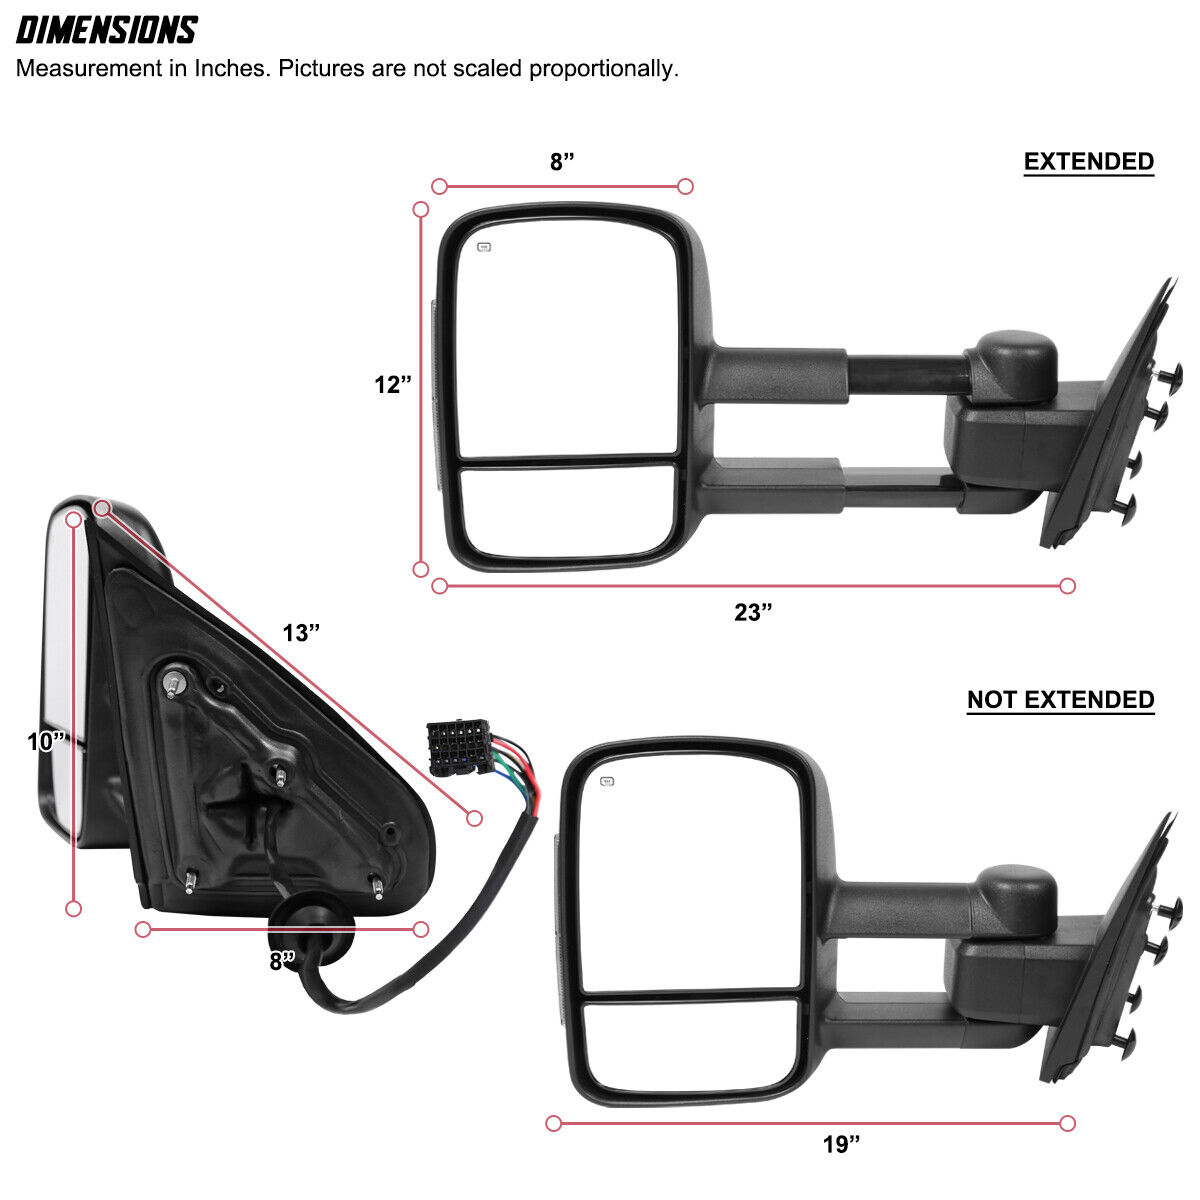 DIMENSIONS
Measurement in Inches. Pictures are not scaled proportionally.
8”
EXTENDED
12”
23”
13”
10”
8”
NOT EXTENDED
19”